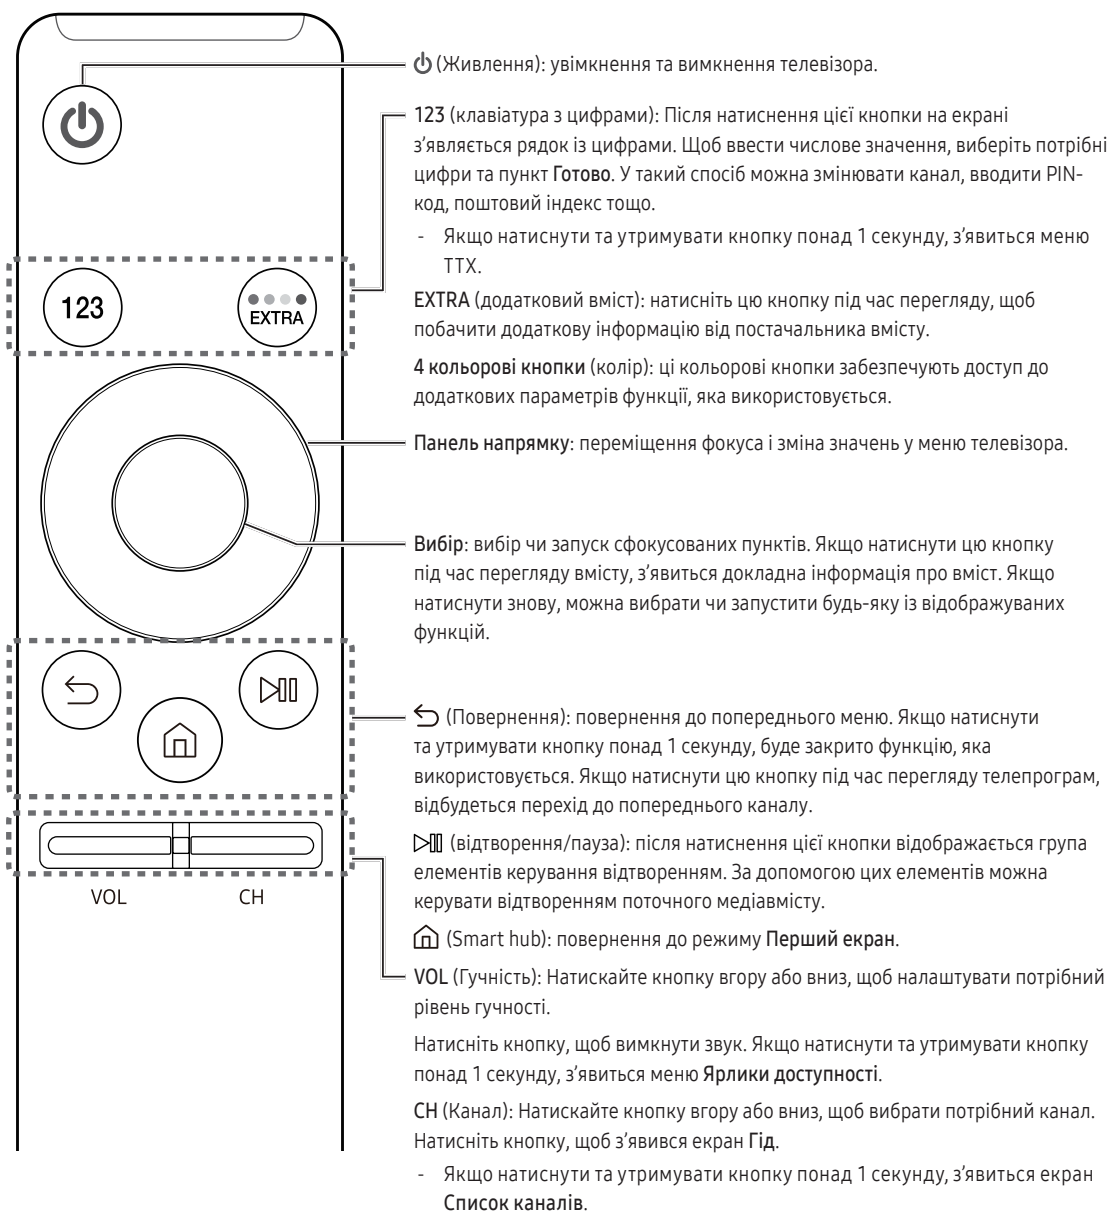 (Живлення): увімкнення та вимкнення телевізора.
123 (клавіатура з цифрами): Після натиснення цієї кнопки на екрані
з’являється рядок із цифрами. Щоб ввести числове значення, виберіть потрібні
цифри та пункт Готово. У такий спосіб можна змінювати канал, вводити PIN-
код, поштовий індекс тощо.
- Якщо натиснути та утримувати кнопку понад 1 секунду, з’явиться меню
TTX.
123
EXTRA
EXTRA (додатковий вміст): натисніть цю кнопку під час перегляду, щоб
побачити додаткову інформацію від постачальника вмісту.
4 кольорові кнопки (колір): ці кольорові кнопки забезпечують доступ до
додаткових параметрів функції, яка використовується.
Панель напрямку: переміщення фокуса і зміна значень у меню телевізора.
Вибір: вибір чи запуск сфокусованих пунктів. Якщо натиснути цю кнопку
під час перегляду вмісту, з’явиться докладна інформація про вміст. Якщо
натиснути знову, можна вибрати чи запустити будь-яку із відображуваних
функцій.
(Повернення): повернення до попереднього меню. Якщо натиснути
та утримувати кнопку понад 1 секунду, буде закрито функцію, яка
використовується. Якщо натиснути цю кнопку під час перегляду телепрограм,
відбудеться перехід до попереднього каналу.
(відтворення/пауза): після натиснення цієї кнопки відображається група
елементів керування відтворенням. За допомогою цих елементів можна
керувати відтворенням поточного медіавмісту.
VOL CH
(Smart hub): повернення до режиму Перший екран.
VOL (Гучність): Натискайте кнопку вгору або вниз, щоб налаштувати потрібний
рівень гучності.
Натисніть кнопку, щоб вимкнути звук. Якщо натиснути та утримувати кнопку
понад 1 секунду, з’явиться меню Ярлики доступності.
CH (Канал): Натискайте кнопку вгору або вниз, щоб вибрати потрібний канал.
Натисніть кнопку, щоб з’явився екран Гід.
- Якщо натиснути та утримувати кнопку понад 1 секунду, з’явиться екран
Список каналів.